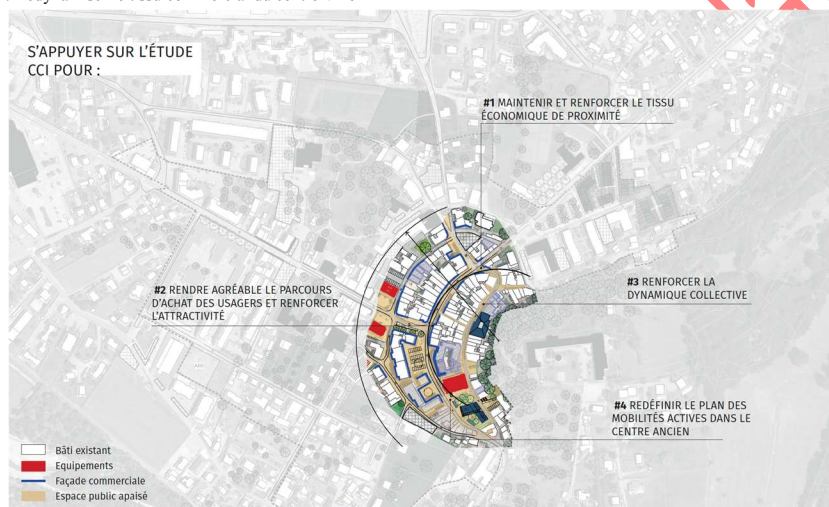 S'APPUYER SUR L'ÉTUDE
CCI POUR :
#1 MAINTENIR ET RENFORCER LE TISSU
ÉCONOMIQUE DE PROXIMITÉ
#2 RENDRE AGRÉABLE LE PARCOURS
D'ACHAT DES USAGERS ET RENFORCER
L'ATTRACTIVITÉ
#3 RENFORCER LA
DYNAMIQUE COLLECTIVE
#4 REDÉFINIR LE PLAN DES
MOBILITÉS ACTIVES DANS LE
CENTRE ANCIEN
Bâti existant
Equipements
Façade commerciale
Espace public apaisé